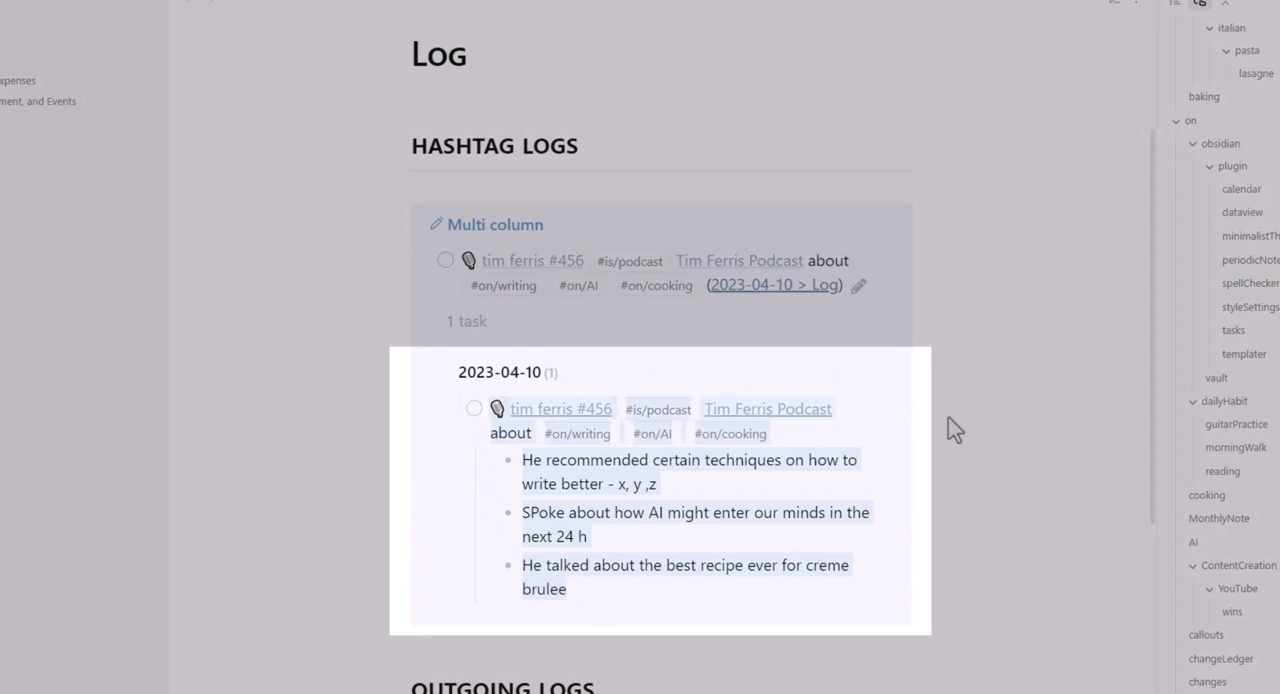 xpenses
ment, and Events
Log
HASHTAG LOGS
Multi column
tim ferris #456 #is/podcast Tim Ferris Podcast about
#on/writing #on/AI #on/cooking (2023-04-10 > Log)
1 task
2023-04-10 (1)
tim ferris #456 #is/podcast Tim Ferris Podcast
about #on/writing #on/AI #on/cooking
He recommended certain techniques on how to
write better - x, y ,z
SPoke about how AI might enter our minds in the
next 24 h
He talked about the best recipe ever for creme
brulee
OUTGOING LOGS
italian
pasta
lasagne
baking
on
obsidian
plugin
calendar
dataview
minimalistTh
periodicNote
spellChecker
styleSettings
tasks
templater
vault
dailyHabit
guitarPractice
morningWalk
reading
cooking
MonthlyNote
AI
ContentCreation
YouTube
wins
callouts
changeLedger
changes